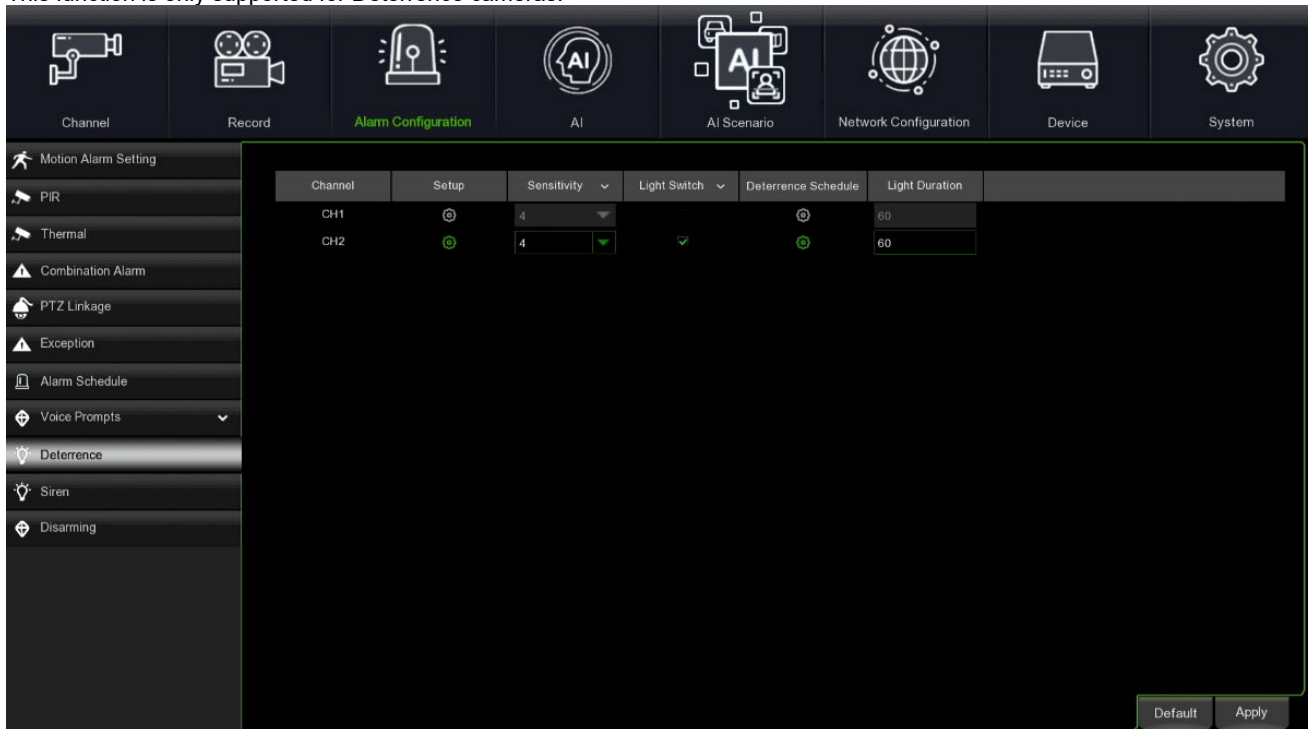 This function is only supported for Deterrence cameras.
AI
AI
Channel Record Alarm Configuration AI AI Scenario Network Configuration Device System
Motion Alarm Setting
PIR
Thermal
Combination Alarm
PTZ Linkage
Exception
Alarm Schedule
Voice Prompts
Deterrence
Siren
Disarming
Channel Setup Sensitivity Light Switch Deterrence Schedule Light Duration
CH1 4 60
CH2 4 60
Default Apply